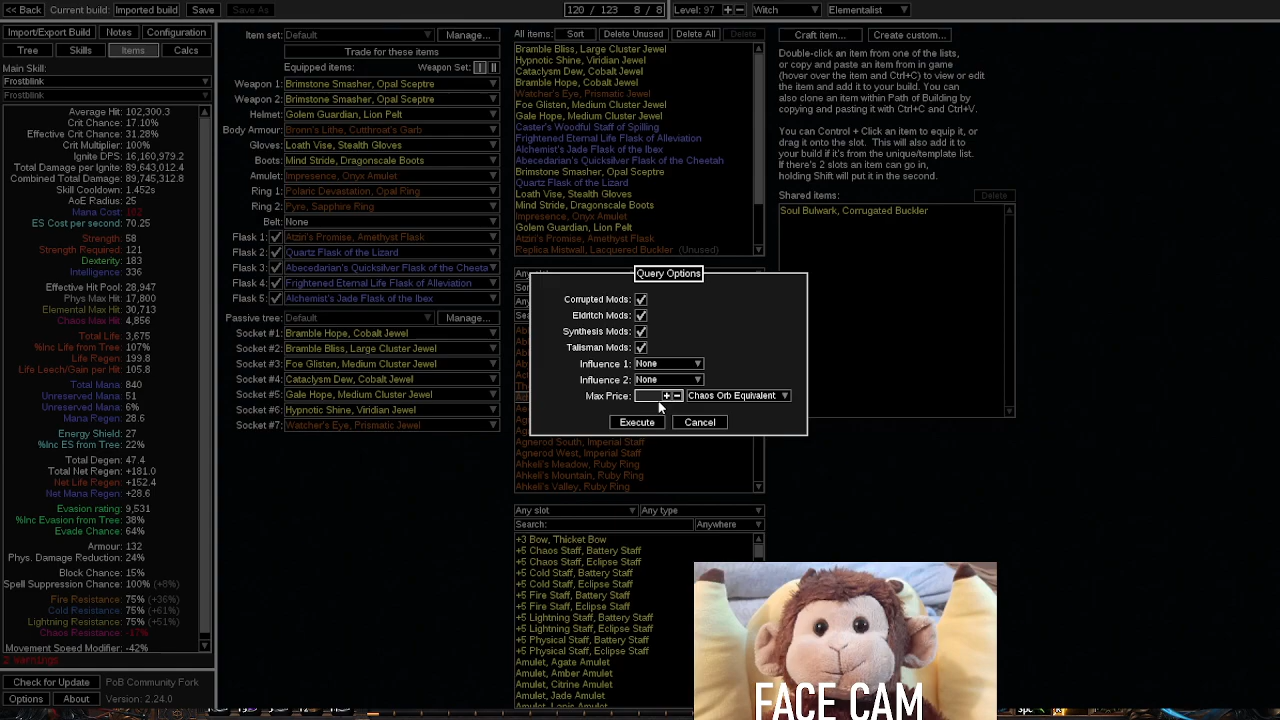 << Back
Current build: Imported build
Save
Save As
120 / 123 8 / 8
Level: 97 + -
Witch
Elementalist
Import/Export Build
Notes
Configuration
Tree
Skills
Items
Calcs
Main Skill:
Frostblink
Frostblink
Average Hit: 102,300.3
Crit Chance: 17.10%
Effective Crit Chance: 31.28%
Crit Multiplier: 100%
Ignite DPS: 16,160,979.2
Total Damage per Ignite: 89,643,012.4
Combined Total Damage: 89,745,312.8
Skill Cooldown: 1.452s
AoE Radius: 25
Mana Cost: 102
ES Cost per second: 70.25
Strength: 58
Strength Required: 121
Dexterity: 183
Intelligence: 336
Effective Hit Pool: 28,947
Phys Max Hit: 17,800
Elemental Max Hit: 30,713
Chaos Max Hit: 4,856
Total Life: 3,675
%Inc Life from Tree: 107%
Life Regen: 199.8
Life Leech/Gain per Hit: 105.8
Total Mana: 840
Unreserved Mana: 51
Unreserved Mana: 6%
Mana Regen: 28.6
Energy Shield: 27
%Inc ES from Tree: 22%
Total Degen: 47.4
Total Net Regen: +181.0
Net Life Regen: +152.4
Net Mana Regen: +28.6
Evasion rating: 9,531
%Inc Evasion from Tree: 38%
Evade Chance: 64%
Armour: 132
Phys. Damage Reduction: 24%
Block Chance: 15%
Spell Suppression Chance: 100% (+8%)
Fire Resistance: 75% (+36%)
Cold Resistance: 75% (+61%)
Lightning Resistance: 75% (+51%)
Chaos Resistance: -17%
Movement Speed Modifier: -42%
2 warnings
Check for Update
PoB Community Fork
Options
About
Version: 2.24.0
Item set: Default
Manage...
Trade for these items
Equipped items:
Weapon Set: I II
Weapon 1: Brimstone Smasher, Opal Sceptre
Weapon 2: Brimstone Smasher, Opal Sceptre
Helmet: Golem Guardian, Lion Pelt
Body Armour: Bronn's Lithe, Cutthroat's Garb
Gloves: Loath Vise, Stealth Gloves
Boots: Mind Stride, Dragonscale Boots
Amulet: Impresence, Onyx Amulet
Ring 1: Polaric Devastation, Opal Ring
Ring 2: Pyre, Sapphire Ring
Belt: None
Flask 1: Atziri's Promise, Amethyst Flask
Flask 2: Quartz Flask of the Lizard
Flask 3: Abecedarian's Quicksilver Flask of the Cheeta
Flask 4: Frightened Eternal Life Flask of Alleviation
Flask 5: Alchemist's Jade Flask of the Ibex
Passive tree: Default
Manage...
Socket #1: Bramble Hope, Cobalt Jewel
Socket #2: Bramble Bliss, Large Cluster Jewel
Socket #3: Foe Glisten, Medium Cluster Jewel
Socket #4: Cataclysm Dew, Cobalt Jewel
Socket #5: Gale Hope, Medium Cluster Jewel
Socket #6: Hypnotic Shine, Viridian Jewel
Socket #7: Watcher's Eye, Prismatic Jewel
All items:
Sort
Delete Unused
Delete All
Delete
Bramble Bliss, Large Cluster Jewel
Hypnotic Shine, Viridian Jewel
Cataclysm Dew, Cobalt Jewel
Bramble Hope, Cobalt Jewel
Watcher's Eye, Prismatic Jewel
Foe Glisten, Medium Cluster Jewel
Gale Hope, Medium Cluster Jewel
Caster's Woodful Staff of Spilling
Frightened Eternal Life Flask of Alleviation
Alchemist's Jade Flask of the Ibex
Abecedarian's Quicksilver Flask of the Cheetah
Brimstone Smasher, Opal Sceptre
Quartz Flask of the Lizard
Loath Vise, Stealth Gloves
Mind Stride, Dragonscale Boots
Impresence, Onyx Amulet
Golem Guardian, Lion Pelt
Atziri's Promise, Amethyst Flask
Replica Mistwall, Lacquered Buckler (Unused)
Query Options
Corrupted Mods:
Eldritch Mods:
Synthesis Mods:
Talisman Mods:
Influence 1: None
Influence 2: None
Max Price: + - Chaos Orb Equivalent
Execute
Cancel
Agnerod South, Imperial Staff
Agnerod West, Imperial Staff
Ahkeli's Meadow, Ruby Ring
Ahkeli's Mountain, Ruby Ring
Ahkeli's Valley, Ruby Ring
Any slot
Any type
Search:
Anywhere
+3 Bow, Thicket Bow
+5 Chaos Staff, Battery Staff
+5 Chaos Staff, Eclipse Staff
+5 Cold Staff, Battery Staff
+5 Cold Staff, Eclipse Staff
+5 Fire Staff, Battery Staff
+5 Fire Staff, Eclipse Staff
+5 Lightning Staff, Battery Staff
+5 Lightning Staff, Eclipse Staff
+5 Physical Staff, Battery Staff
+5 Physical Staff, Eclipse Staff
Amulet, Agate Amulet
Amulet, Amber Amulet
Amulet, Citrine Amulet
Amulet, Jade Amulet
Amulet, Lapis Amulet
Craft item...
Create custom...
Double-click an item from one of the lists,
or copy and paste an item from in game
(hover over the item and Ctrl+C) to view or edit
the item and add it to your build. You can
also clone an item within Path of Building by
copying and pasting it with Ctrl+C and Ctrl+V.
You can Control + Click an item to equip it, or
drag it onto the slot. This will also add it to
your build if it's from the unique/template list.
If there's 2 slots an item can go in,
holding Shift will put it in the second.
Shared items:
Delete
Soul Bulwark, Corrugated Buckler
FACE CAM